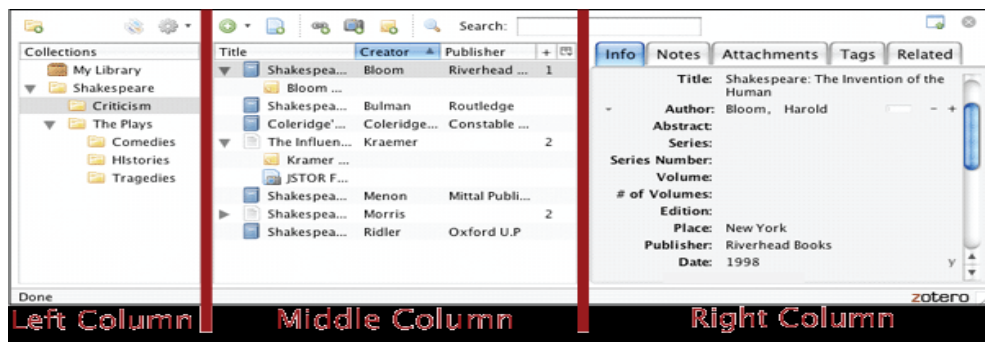 Search:
Collections
My Library
Shakespeare
Criticism
The Plays
Comedies
HIstories
Tragedies
Title Creator Publisher +
Shakespea... Bloom Riverhead ... 1
Bloom ...
Shakespea... Bulman Routledge
Coleridge'... Coleridge... Constable ...
The Influen... Kraemer 2
Kramer ...
JSTOR F...
Shakespea... Menon Mittal Publi...
Shakespea... Morris 2
Shakespea... Ridler Oxford U.P
Info Notes Attachments Tags Related
Title: Shakespeare: The Invention of the
Human
Author: Bloom, Harold - +
Abstract:
Series:
Series Number:
Volume:
# of Volumes:
Edition:
Place: New York
Publisher: Riverhead Books
Date: 1998 y
Done
zotero
Left Column Middle Column Right Column